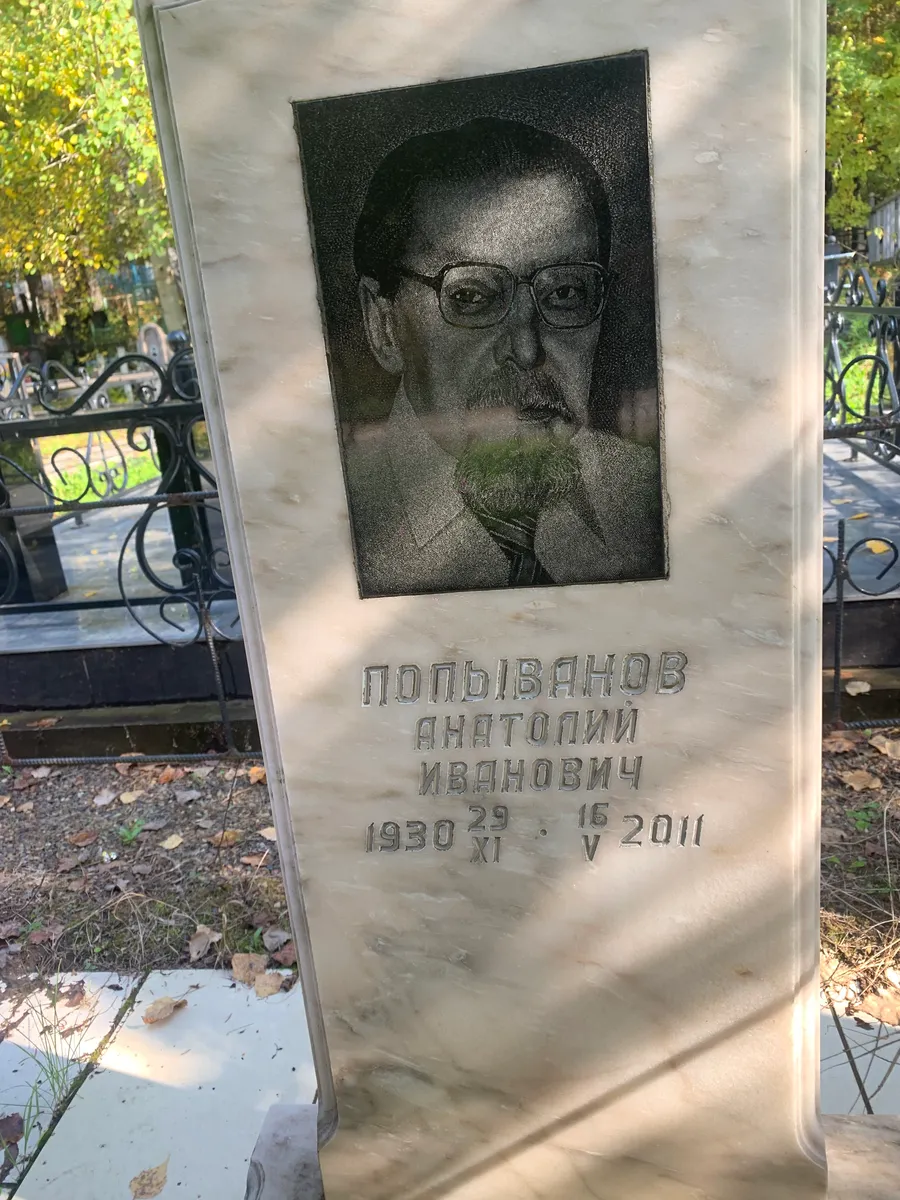 ПОПЫВАНОВ
АНАТОЛИЙ
ИВАНОВИЧ
1930 29 XI · 16 V 2011